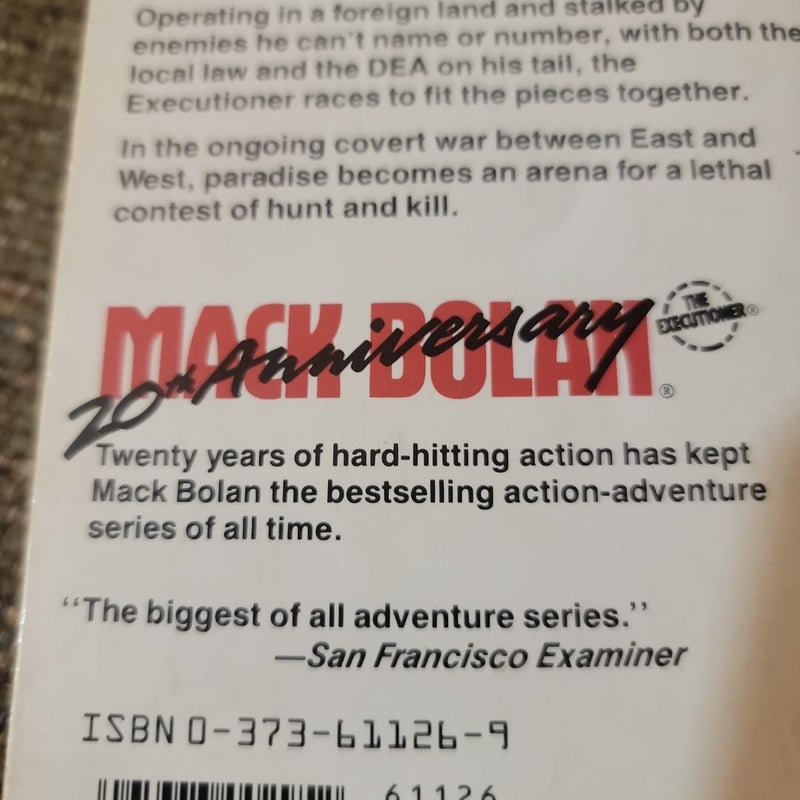 Operating in a foreign land and stalked by
enemies he can't name or number, with both the
local law and the DEA on his tail, the
Executioner races to fit the pieces together.
In the ongoing covert war between East and
West, paradise becomes an arena for a lethal
contest of hunt and kill.
MACK BOLAN®
THE
EXECUTIONER®
20th Anniversary
Twenty years of hard-hitting action has kept
Mack Bolan the bestselling action-adventure
series of all time.
“The biggest of all adventure series.”
—San Francisco Examiner
ISBN 0-373-61126-9
61126